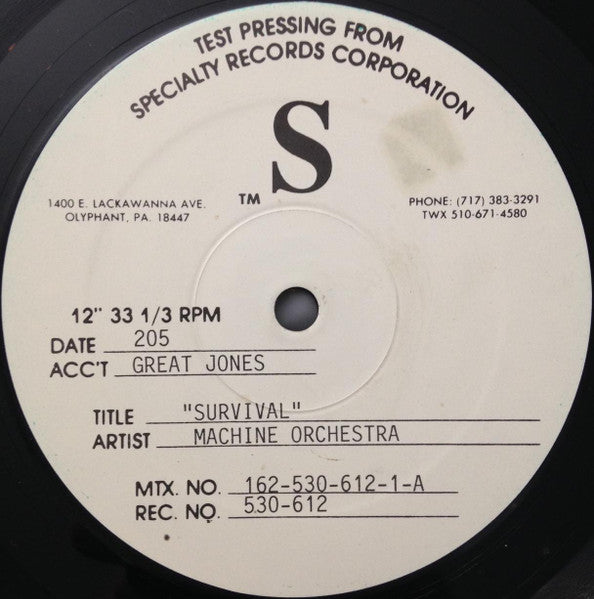 TEST PRESSING FROM
SPECIALTY RECORDS CORPORATION
S
TM
1400 E. LACKAWANNA AVE.
OLYPHANT, PA. 18447
PHONE: (717) 383-3291
TWX 510-671-4580
12" 33 1/3 RPM
DATE 205
ACC'T GREAT JONES
TITLE "SURVIVAL"
ARTIST MACHINE ORCHESTRA
MTX. NO. 162-530-612-1-A
REC. NO. 530-612